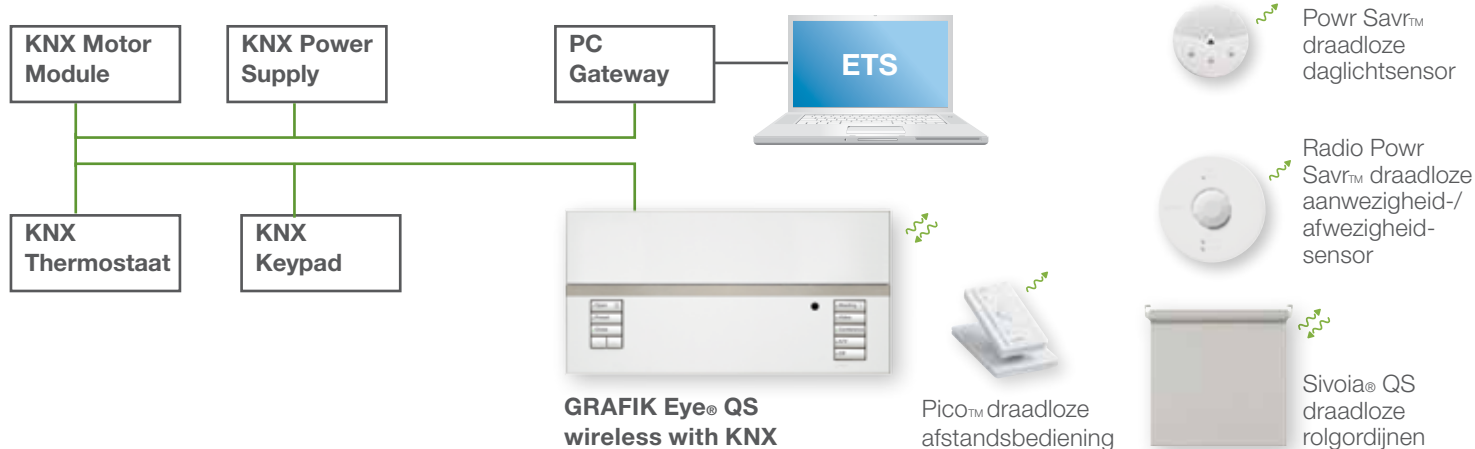 KNX Motor
Module
KNX Power
Supply
PC
Gateway
ETS
KNX
Thermostaat
KNX
Keypad
GRAFIK Eye® QS
wireless with KNX
Pico™ draadloze
afstandsbediening
Powr Savr™
draadloze
daglichtsensor
Radio Powr
Savr™ draadloze
aanwezigheid-/
afwezigheid-
sensor
Sivoia® QS
draadloze
rolgordijnen